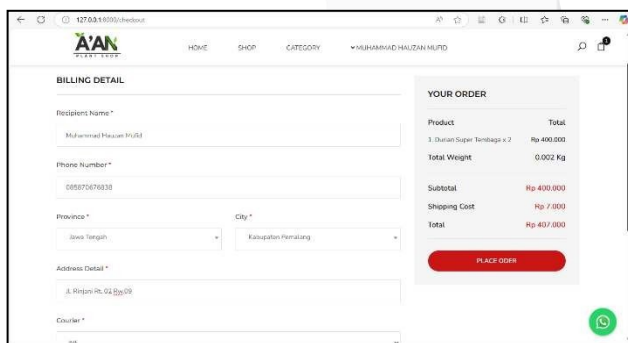 127.0.0.1:8000/checkout
A'AN
PLANT SHOP
HOME SHOP CATEGORY MUHAMMAD HAUZAN MUFID
BILLING DETAIL
Recipient Name *
Muhammad Hauzan Mufid
Phone Number *
085870676838
Province * City *
Jawa Tengah Kabupaten Pemalang
Address Detail *
Jl. Rinjani Rt. 02 Rw.09
Courier *
YOUR ORDER
Product Total
1. Durian Super Tembaga x 2 Rp 400.000
Total Weight 0.002 Kg
Subtotal Rp 400.000
Shipping Cost Rp 7.000
Total Rp 407.000
PLACE ODER